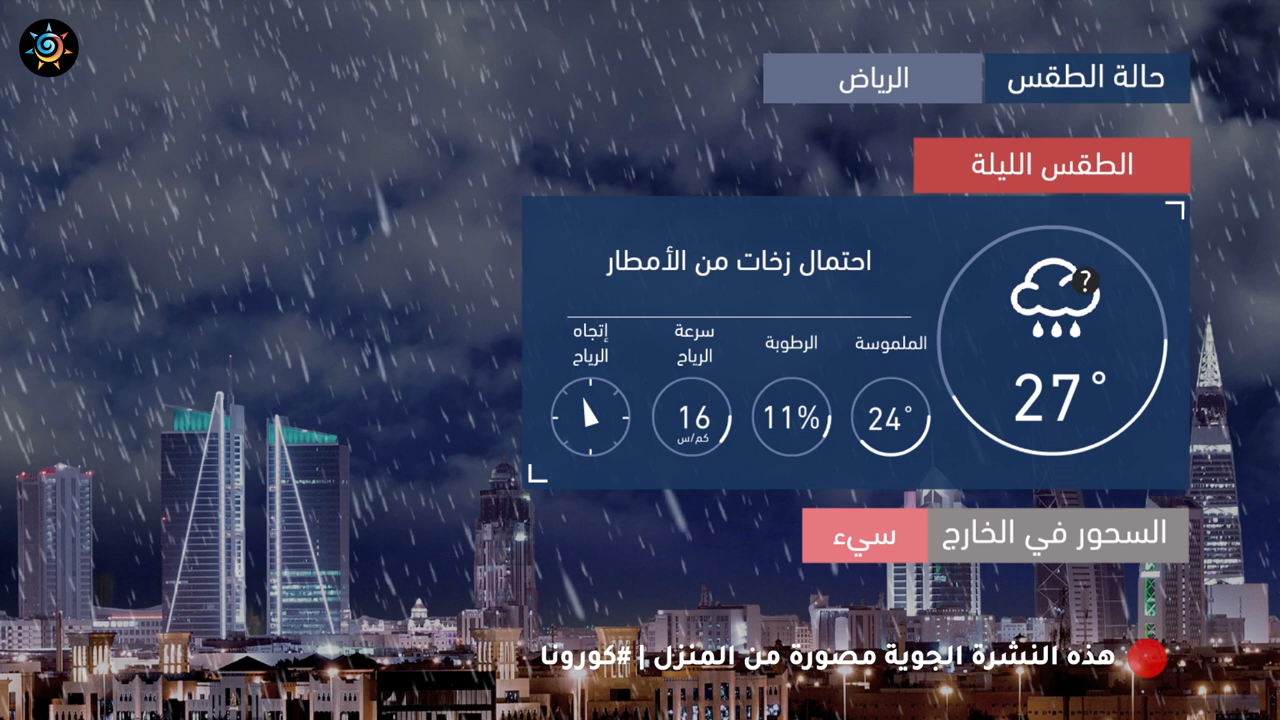 حالة الطقس
الرياض
الطقس الليلة
احتمال زخات من الأمطار
?
27°
الملموسة
24°
الرطوبة
11%
سرعة
الرياح
16
كم/س
إتجاه
الرياح
السحور في الخارج
سيء
هذه النشرة الجوية مصورة من المنزل | #كورونا